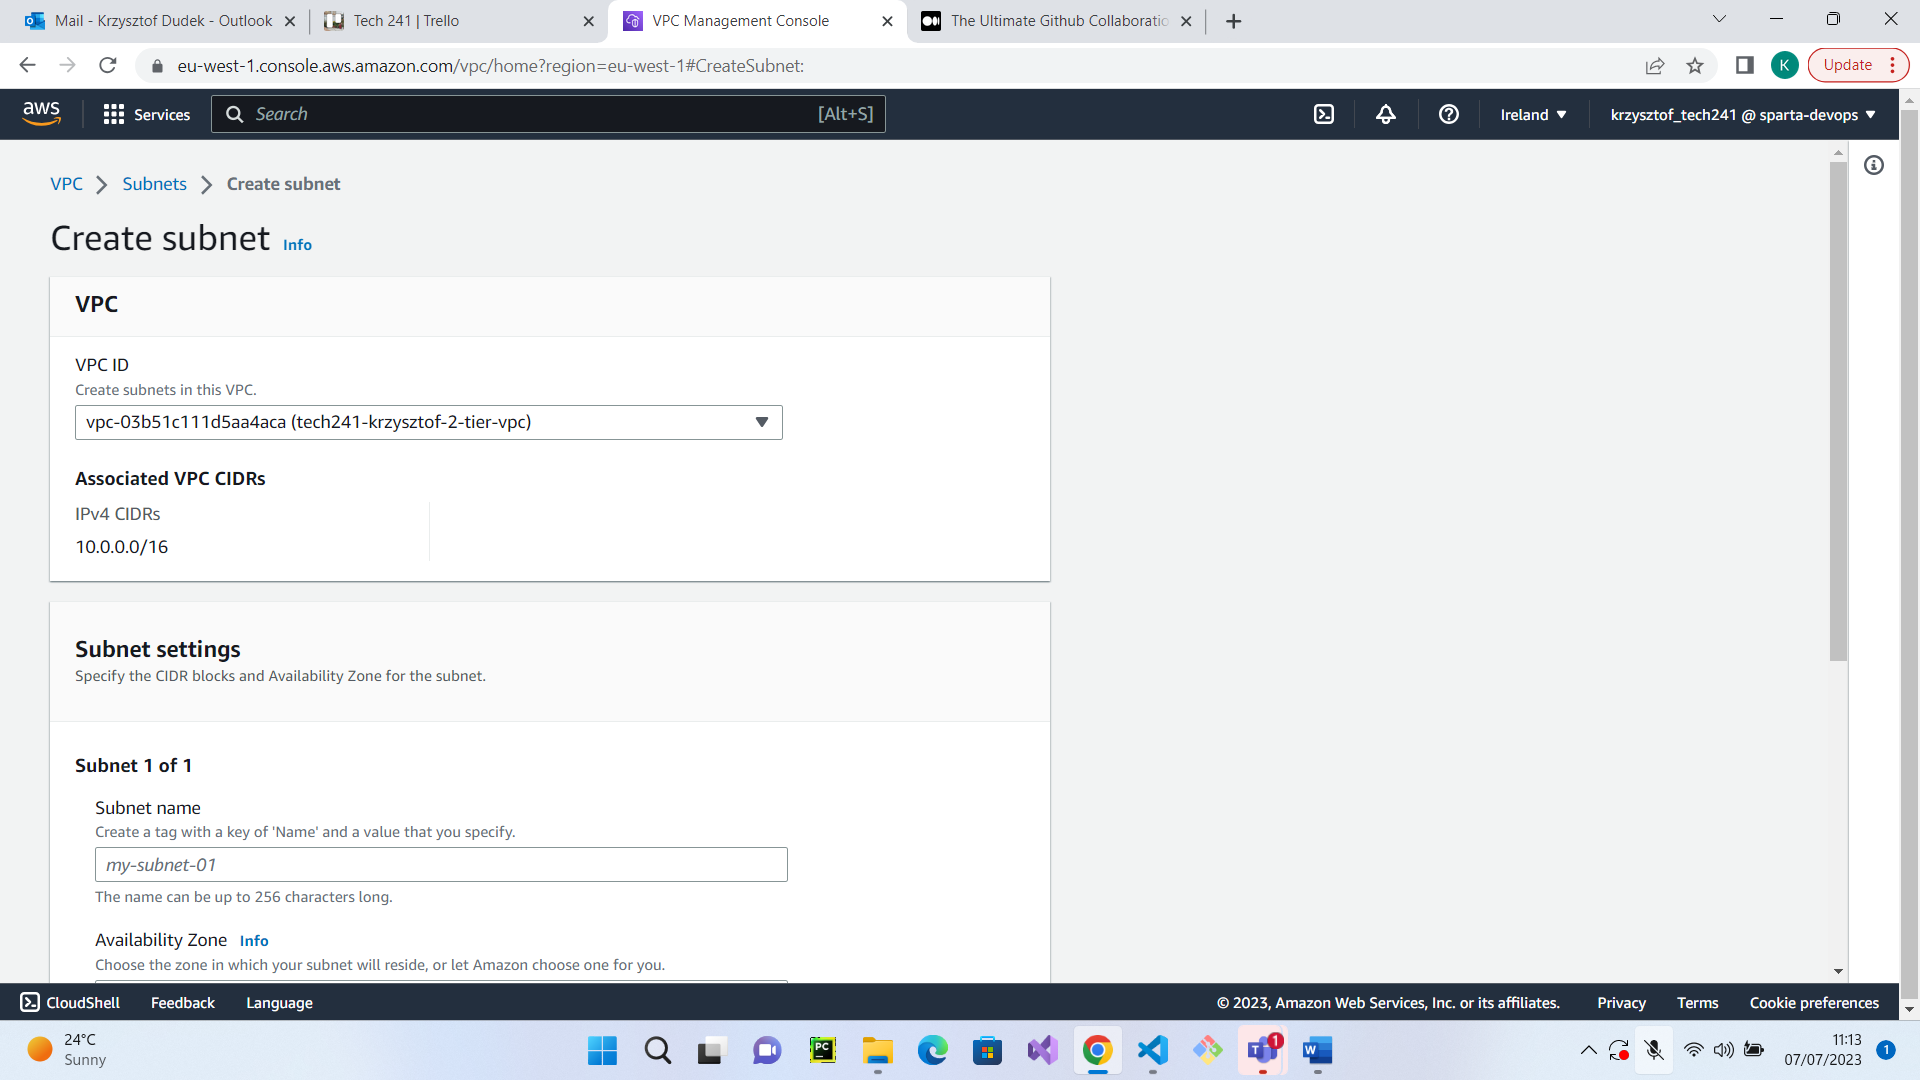 Mail - Krzysztof Dudek - Outlook
Tech 241 | Trello
VPC Management Console
The Ultimate Github Collaboratio
eu-west-1.console.aws.amazon.com/vpc/home?region=eu-west-1#CreateSubnet:
K
Update
aws
Services
Search
[Alt+S]
Ireland
krzysztof_tech241 @ sparta-devops
VPC
Subnets
Create subnet
Create subnet Info
VPC
VPC ID
Create subnets in this VPC.
vpc-03b51c111d5aa4aca (tech241-krzysztof-2-tier-vpc)
Associated VPC CIDRs
IPv4 CIDRs
10.0.0.0/16
Subnet settings
Specify the CIDR blocks and Availability Zone for the subnet.
Subnet 1 of 1
Subnet name
Create a tag with a key of 'Name' and a value that you specify.
my-subnet-01
The name can be up to 256 characters long.
Availability Zone Info
Choose the zone in which your subnet will reside, or let Amazon choose one for you.
CloudShell
Feedback
Language
© 2023, Amazon Web Services, Inc. or its affiliates.
Privacy
Terms
Cookie preferences
24°C
Sunny
PC
T
1
W
11:13
07/07/2023
1